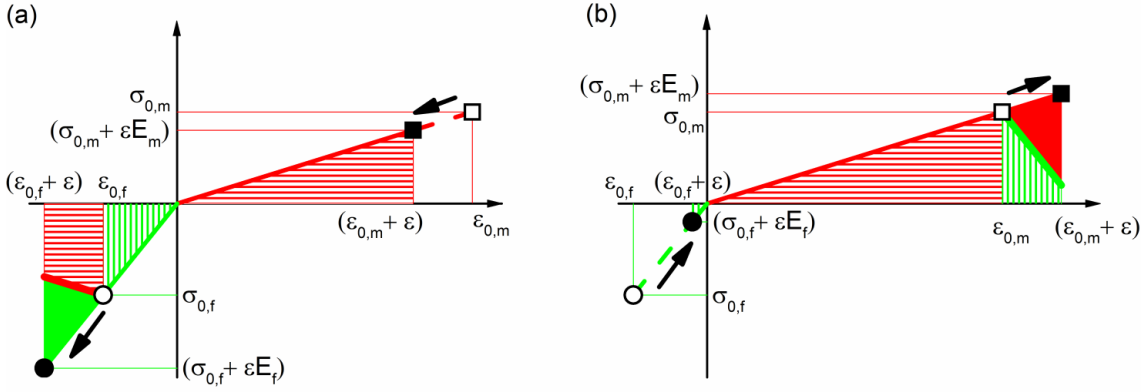 (a)
σ0,m
(σ0,m + εEm)
(ε0,f + ε)
ε0,f
(ε0,m + ε)
ε0,m
σ0,f
(σ0,f + εEf)
(b)
(σ0,m + εEm)
σ0,m
ε0,f
(ε0,f + ε)
(σ0,f + εEf)
ε0,m
(ε0,m + ε)
σ0,f